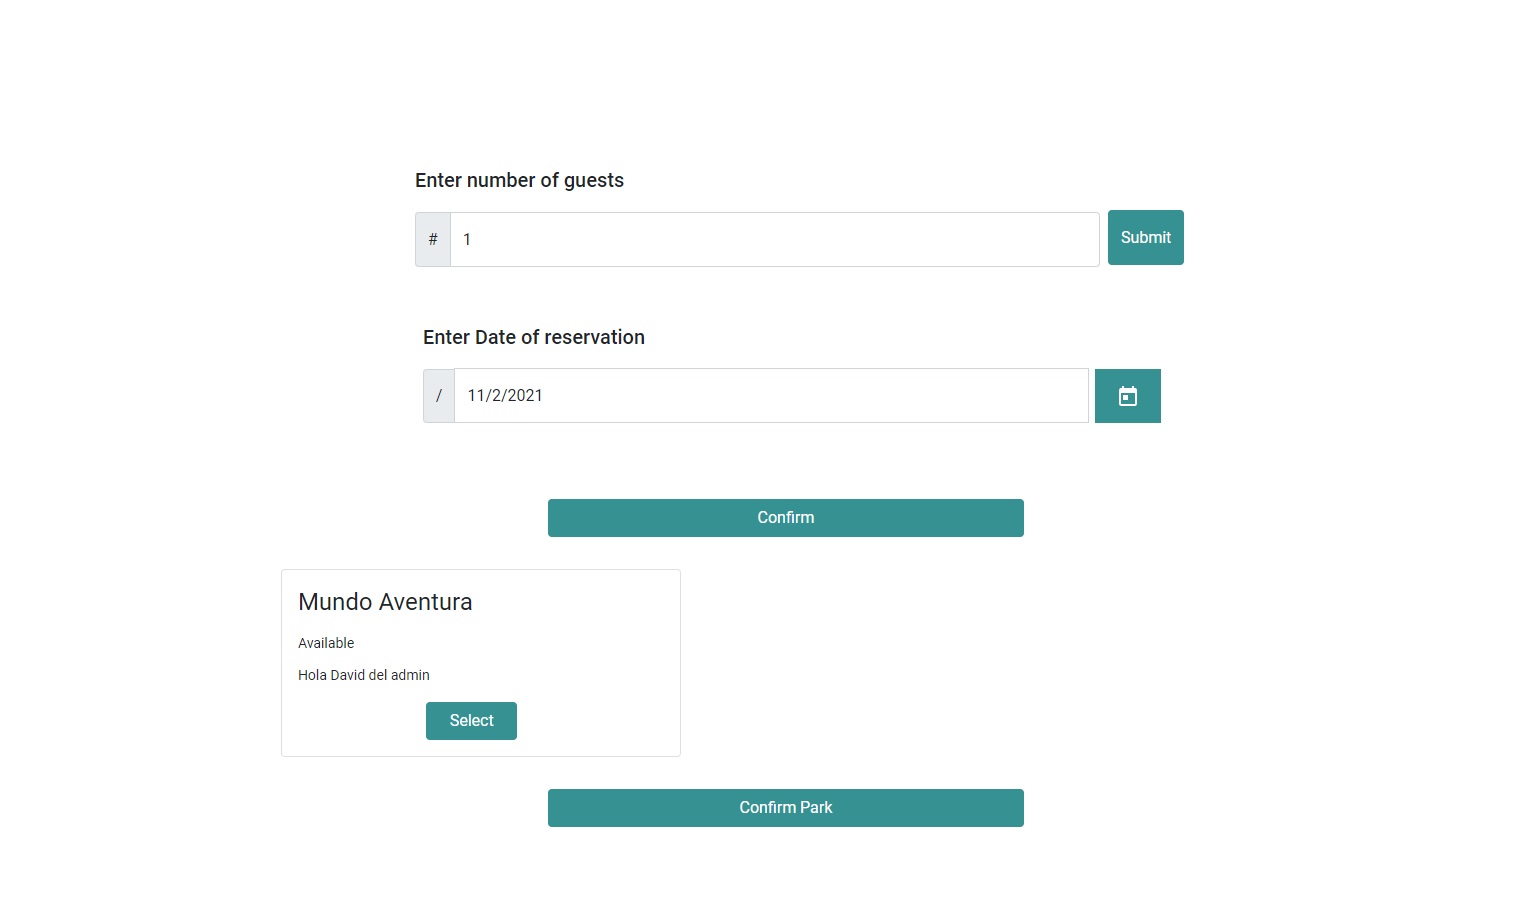 Enter number of guests
# 1 Submit
Enter Date of reservation
/ 11/2/2021
Confirm
Mundo Aventura
Available
Hola David del admin
Select
Confirm Park